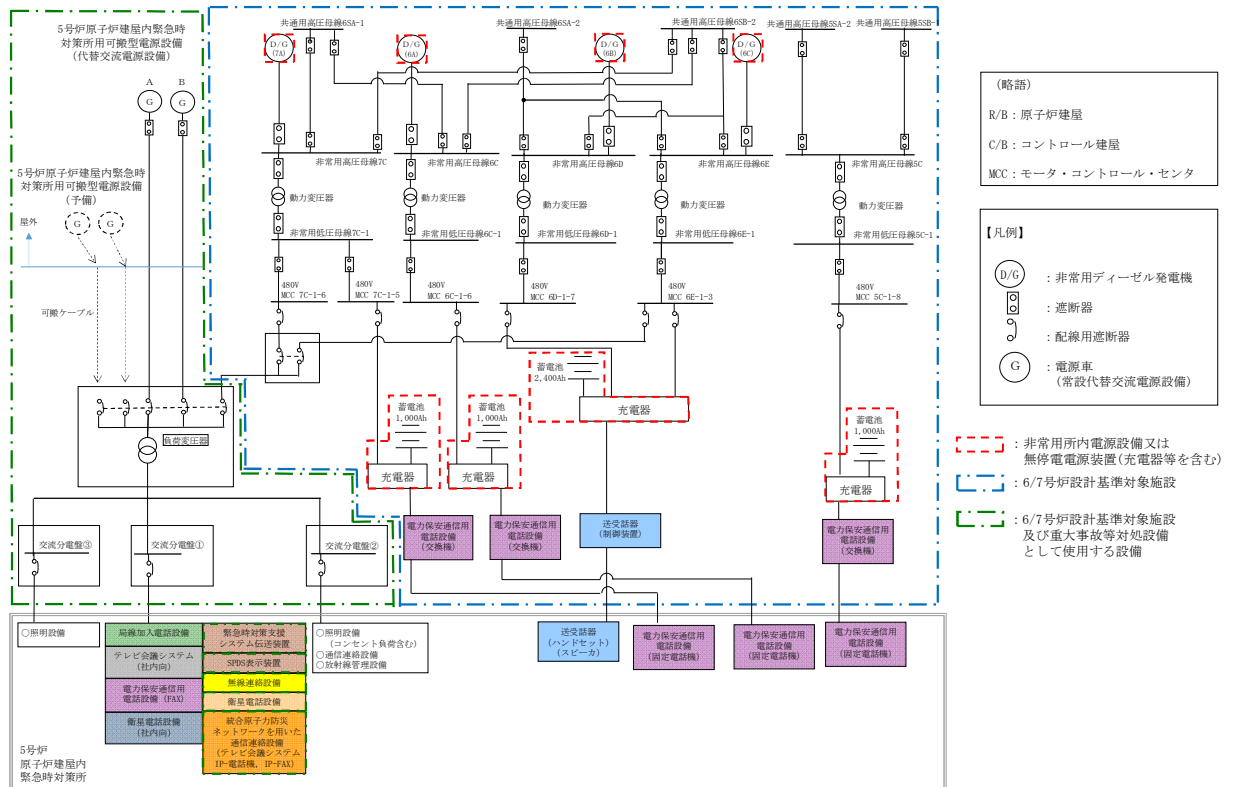 5号炉原子炉建屋内緊急時
対策所用可搬型電源設備
(代替交流電源設備)
A
B
G
G
5号炉原子炉建屋内緊急時
対策所用可搬型電源設備
(予備)
屋外
G
G
可搬ケーブル
負荷変圧器
交流分電盤③
交流分電盤①
交流分電盤②
共通用高圧母線6SA-1
共通用高圧母線6SA-2
共通用高圧母線6SB-2
共通用高圧母線5SA-2
共通用高圧母線5SB-
D/G
(7A)
D/G
(6A)
D/G
(6B)
D/G
(6C)
非常用高圧母線7C
非常用高圧母線6C
非常用高圧母線6D
非常用高圧母線6E
非常用高圧母線5C
動力変圧器
動力変圧器
動力変圧器
動力変圧器
動力変圧器
非常用低圧母線7C-1
非常用低圧母線6C-1
非常用低圧母線6D-1
非常用低圧母線6E-1
非常用低圧母線5C-1
480V
MCC 7C-1-6
480V
MCC 7C-1-5
480V
MCC 6C-1-6
480V
MCC 6D-1-7
480V
MCC 6E-1-3
480V
MCC 5C-1-8
蓄電池
2,400Ah
充電器
蓄電池
1,000Ah
充電器
蓄電池
1,000Ah
充電器
蓄電池
1,000Ah
充電器
電力保安通信用
電話設備
(交換機)
電力保安通信用
電話設備
(交換機)
送受話器
(制御装置)
電力保安通信用
電話設備
(交換機)
○照明設備
局線加入電話設備
テレビ会議システム
(社内向)
電力保安通信用
電話設備(FAX)
衛星電話設備
(社内向)
緊急時対策支援
システム伝送装置
SPDS表示装置
無線連絡設備
衛星電話設備
統合原子力防災
ネットワークを用いた
通信連絡設備
(テレビ会議システム
IP-電話機, IP-FAX)
○照明設備
(コンセント負荷含む)
○通信連絡設備
○放射線管理設備
送受話器
(ハンドセット)
(スピーカ)
電力保安通信用
電話設備
(固定電話機)
電力保安通信用
電話設備
(固定電話機)
電力保安通信用
電話設備
(固定電話機)
5号炉
原子炉建屋内
緊急時対策所
(略語)
R/B：原子炉建屋
C/B：コントロール建屋
MCC：モータ・コントロール・センタ
【凡例】
D/G
：非常用ディーゼル発電機
：遮断器
：配線用遮断器
G
：電源車
(常設代替交流電源設備)
：非常用所内電源設備又は
無停電電源装置(充電器等を含む)
：6/7号炉設計基準対象施設
：6/7号炉設計基準対象施設
及び重大事故等対処設備
として使用する設備